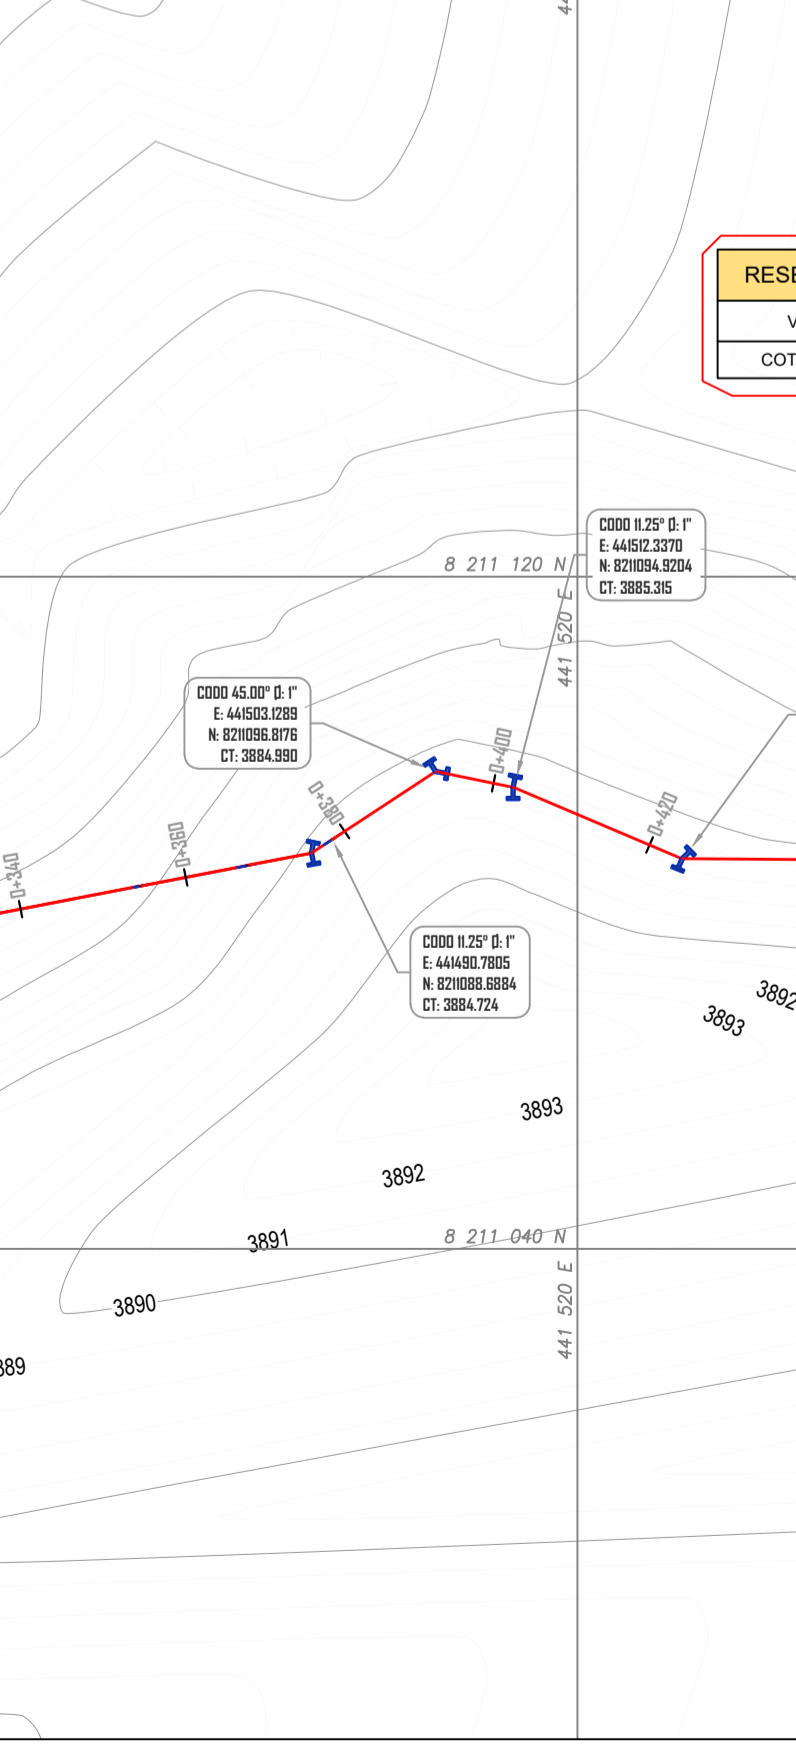 RESE
V
COT
CODO 11.25° Ø: 1"
E: 441512.3370
N: 8211094.9204
CT: 3885.315
8 211 120 N
441 520 E
CODO 45.00° Ø: 1"
E: 441503.1289
N: 8211096.8176
CT: 3884.990
0+400
0+380
0+420
0+360
0+340
CODO 11.25° Ø: 1"
E: 441490.7805
N: 8211088.6884
CT: 3884.724
3892
3893
3893
3892
8 211 040 N
3891
441 520 E
3890
889